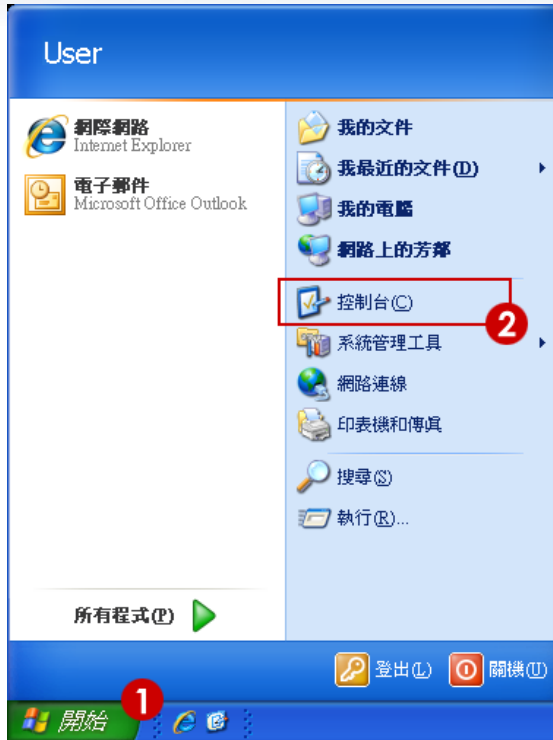 User
網際網路
Internet Explorer
電子郵件
Microsoft Office Outlook
我的文件
我最近的文件(D)
我的電腦
網路上的芳鄰
控制台(C)
2
系統管理工具
網路連線
印表機和傳真
搜尋(S)
執行(R)...
所有程式(P)
登出(L)
關機(U)
1
開始